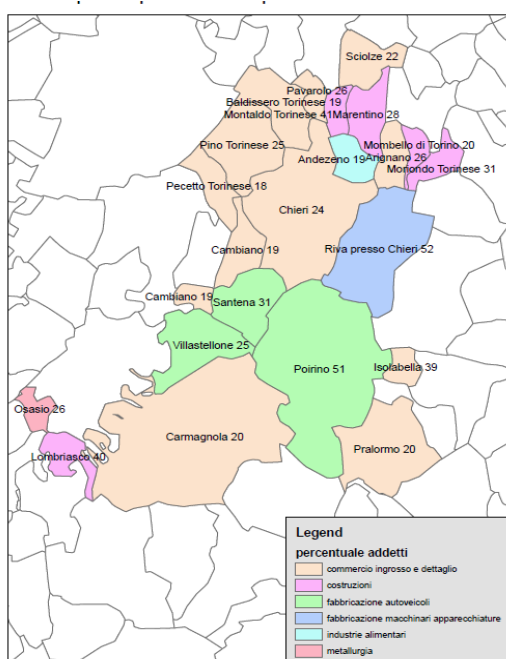 Sciolze 22
Pavarolo 26
Baldissero Torinese 19
Montaldo Torinese 41
Marentino 28
Pino Torinese 25
Mombello di Torino 20
Andezeno 19
Arignano 26
Moriondo Torinese 31
Pecetto Torinese 18
Chieri 24
Cambiano 19
Riva presso Chieri 52
Cambiano 19
Santena 31
Villastellone 25
Poirino 51
Isolabella 39
Osasio 26
Carmagnola 20
Pralormo 20
Lombriasco 40
Legend
percentuale addetti
commercio ingrosso e dettaglio
costruzioni
fabbricazione autoveicoli
fabbricazione macchinari apparecchiature
industrie alimentari
metallurgia